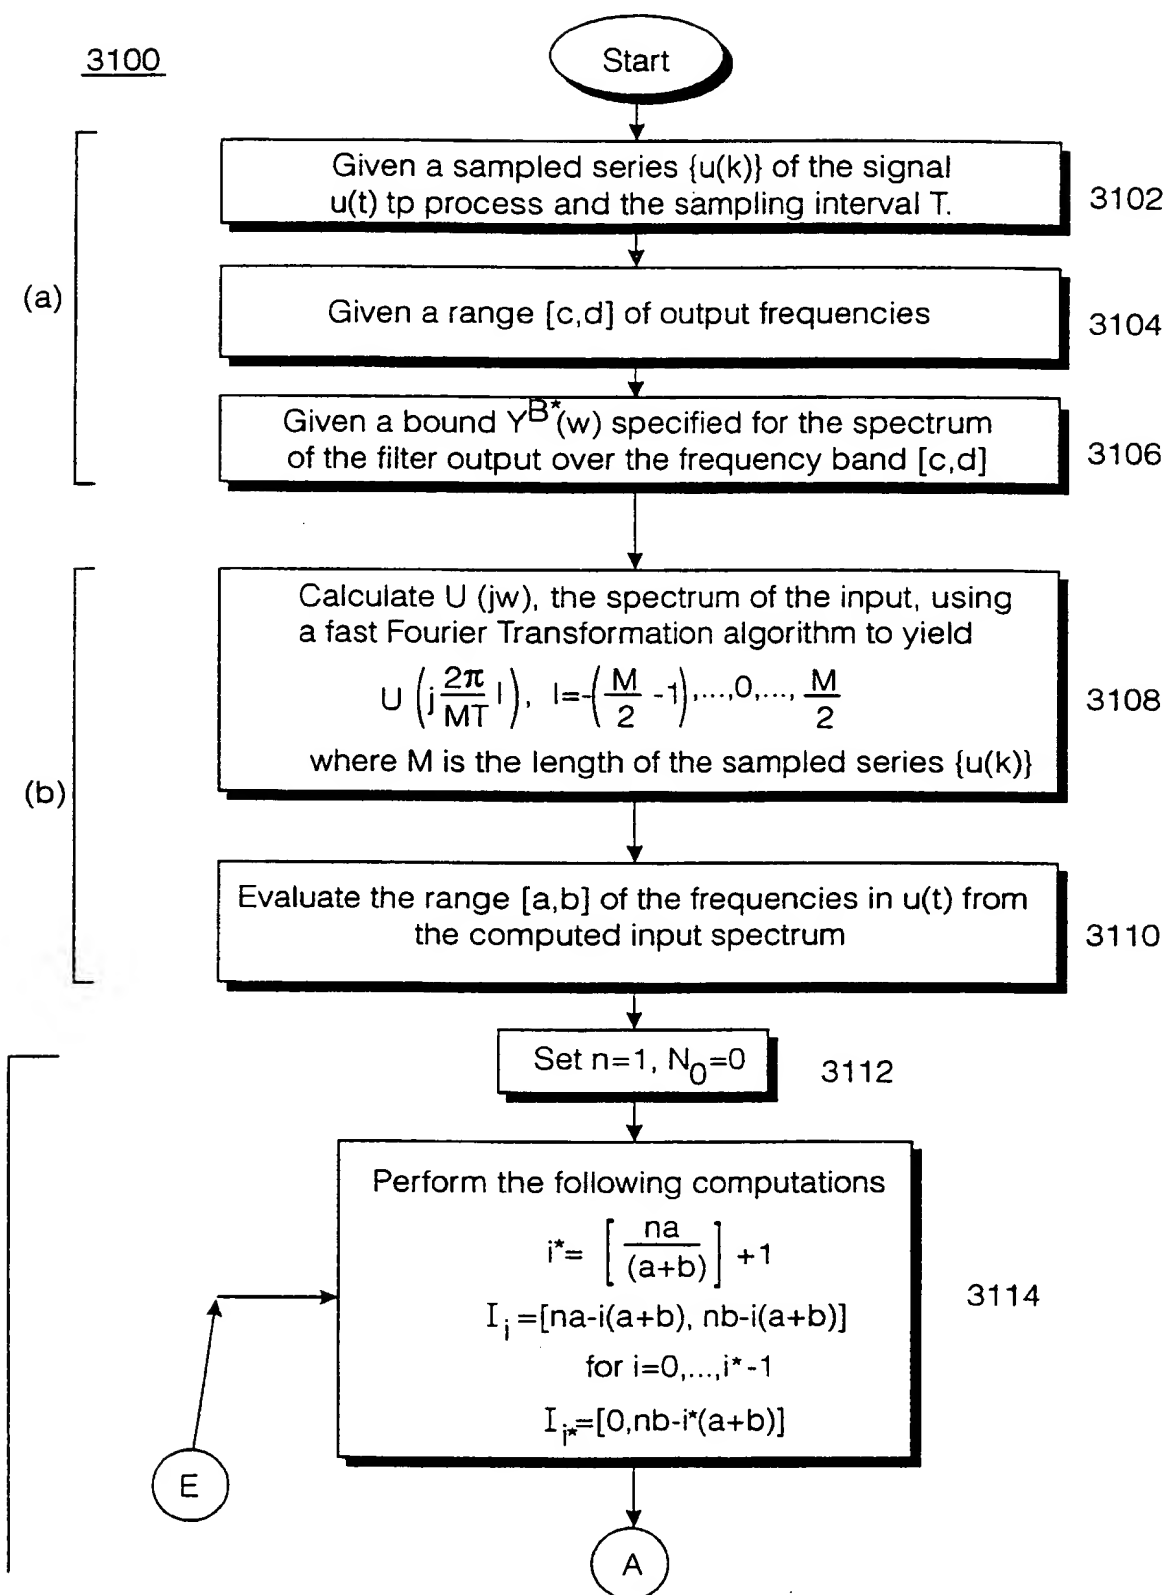 3100
Start
Given a sampled series {u(k)} of the signal
u(t) tp process and the sampling interval T.
3102
(a)
Given a range [c,d] of output frequencies
3104
Given a bound Y^B*(w) specified for the spectrum
of the filter output over the frequency band [c,d]
3106
Calculate U (jw), the spectrum of the input, using
a fast Fourier Transformation algorithm to yield
U (j 2π/MT l), l=-(M/2 -1),...,0,..., M/2
3108
where M is the length of the sampled series {u(k)}
(b)
Evaluate the range [a,b] of the frequencies in u(t) from
the computed input spectrum
3110
Set n=1, N_0=0
3112
Perform the following computations
i*= [na/(a+b)] +1
3114
I_i=[na-i(a+b), nb-i(a+b)]
for i=0,...,i*-1
I_i*=[0,nb-i*(a+b)]
E
A